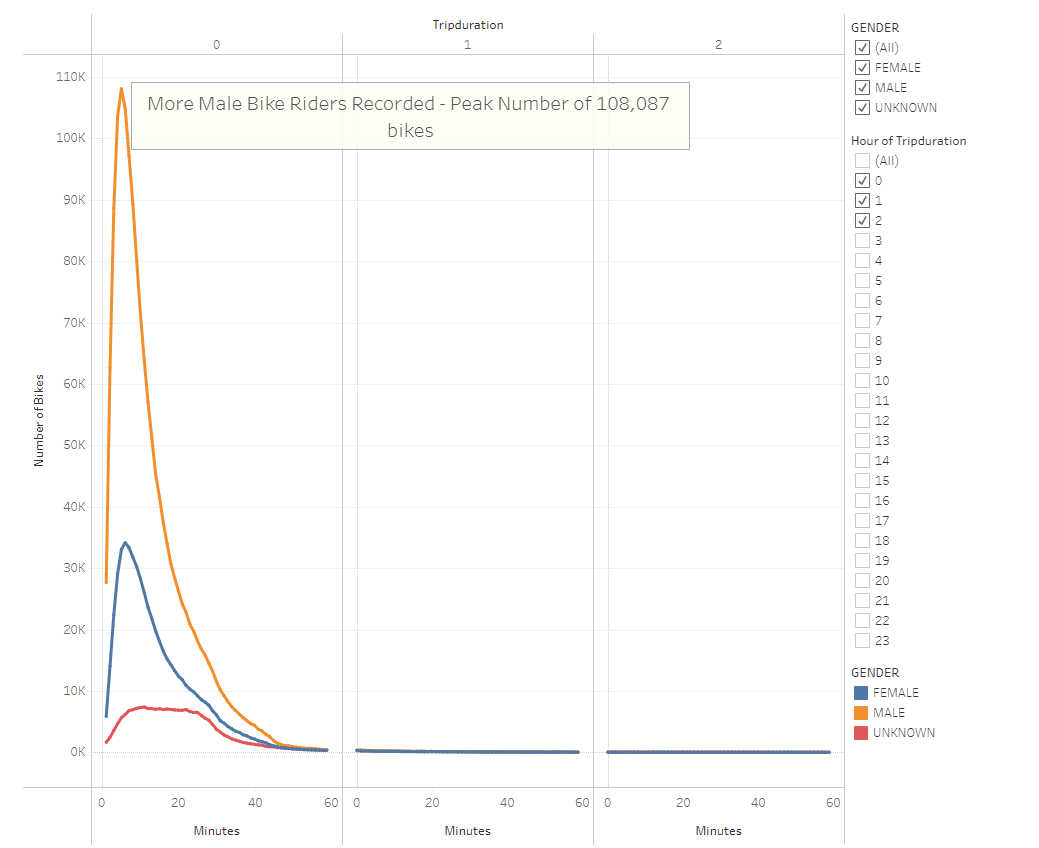 Tripduration
0 1 2
110K
100K
90K
80K
70K
60K
50K
40K
30K
20K
10K
0K
Number of Bikes
More Male Bike Riders Recorded - Peak Number of 108,087
bikes
0 20 40 60 0 20 40 60 0 20 40 60
Minutes Minutes Minutes
GENDER
(All)
FEMALE
MALE
UNKNOWN
Hour of Tripduration
(All)
0
1
2
3
4
5
6
7
8
9
10
11
12
13
14
15
16
17
18
19
20
21
22
23
GENDER
FEMALE
MALE
UNKNOWN